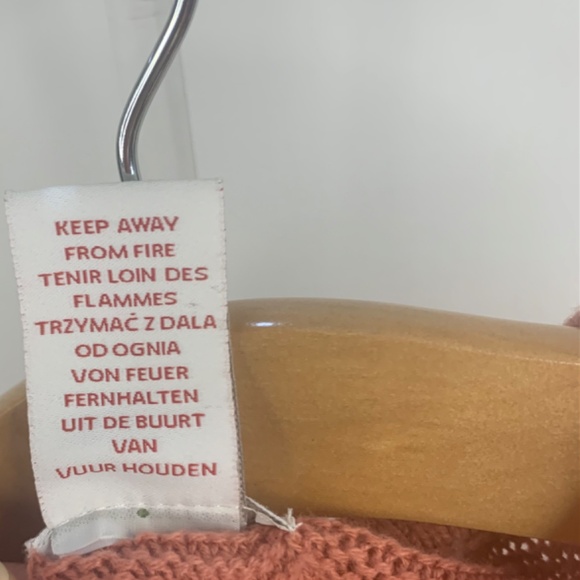 KEEP AWAY
FROM FIRE
TENIR LOIN DES
FLAMMES
TRZYMAĆ Z DALA
OD OGNIA
VON FEUER
FERNHALTEN
UIT DE BUURT
VAN
VUUR HOUDEN